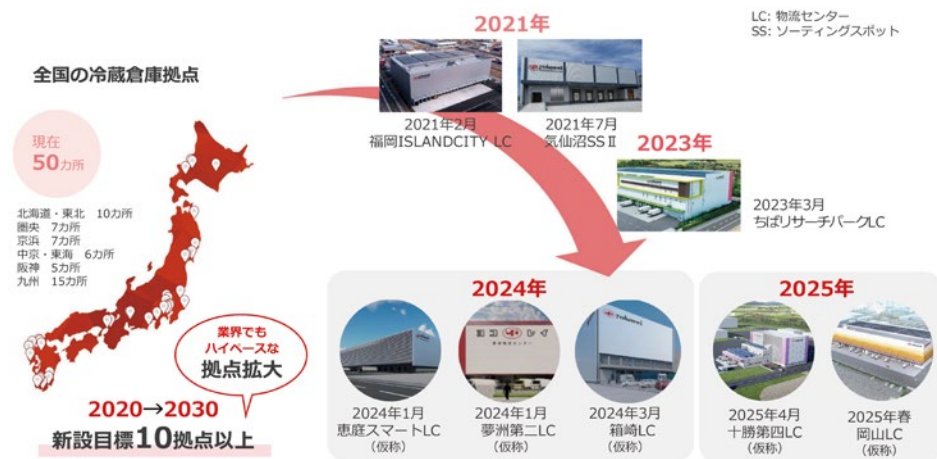 LC: 物流センター
SS: ソーティングスポット
全国の冷蔵倉庫拠点
現在
50カ所
北海道・東北 10カ所
圏央 7カ所
京浜 7カ所
中京・東海 6カ所
阪神 5カ所
九州 15カ所
業界でも
ハイペースな
拠点拡大
2020→2030
新設目標10拠点以上
2021年
2021年2月
福岡ISLANDCITY LC
2021年7月
気仙沼SSⅡ
2023年
2023年3月
ちばリサーチパークLC
2024年
2024年1月
恵庭スマートLC
(仮称)
2024年1月
夢洲第二LC
(仮称)
2024年3月
箱崎LC
(仮称)
2025年
2025年4月
十勝第四LC
(仮称)
2025年春
岡山LC
(仮称)